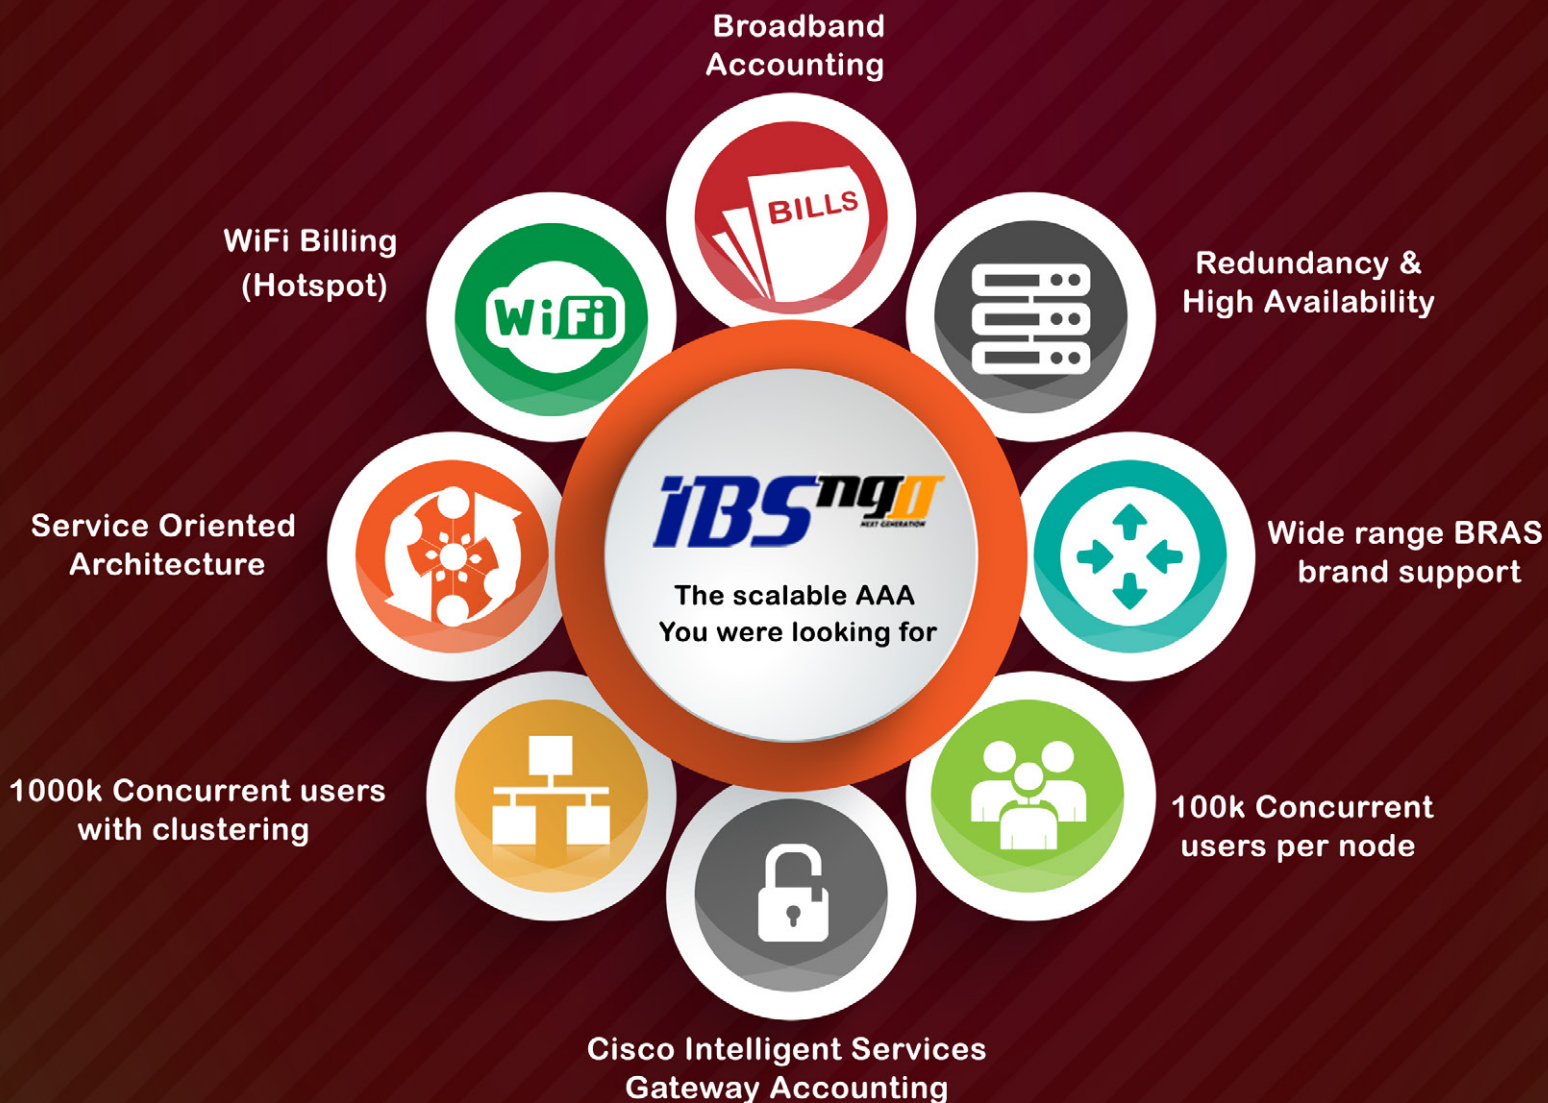 Broadband
Accounting
BILLS
WiFi Billing
(Hotspot)
WiFi
Redundancy &
High Availability
iBSng
NEXT GENERATION
The scalable AAA
You were looking for
Service Oriented
Architecture
Wide range BRAS
brand support
1000k Concurrent users
with clustering
100k Concurrent
users per node
Cisco Intelligent Services
Gateway Accounting